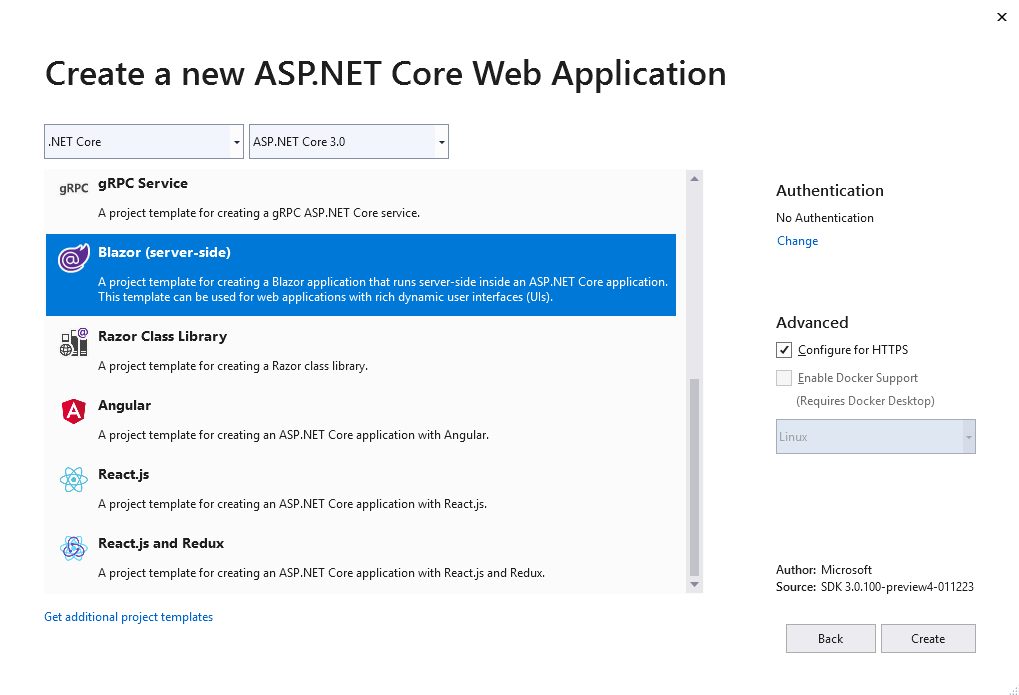 Create a new ASP.NET Core Web Application
.NET Core
ASP.NET Core 3.0
gRPC
gRPC Service
A project template for creating a gRPC ASP.NET Core service.
@
Blazor (server-side)
A project template for creating a Blazor application that runs server-side inside an ASP.NET Core application.
This template can be used for web applications with rich dynamic user interfaces (UIs).
@
Razor Class Library
A project template for creating a Razor class library.
A
Angular
A project template for creating an ASP.NET Core application with Angular.
React.js
A project template for creating an ASP.NET Core application with React.js.
React.js and Redux
A project template for creating an ASP.NET Core application with React.js and Redux.
Get additional project templates
Authentication
No Authentication
Change
Advanced
Configure for HTTPS
Enable Docker Support
(Requires Docker Desktop)
Linux
Author: Microsoft
Source: SDK 3.0.100-preview4-011223
Back
Create